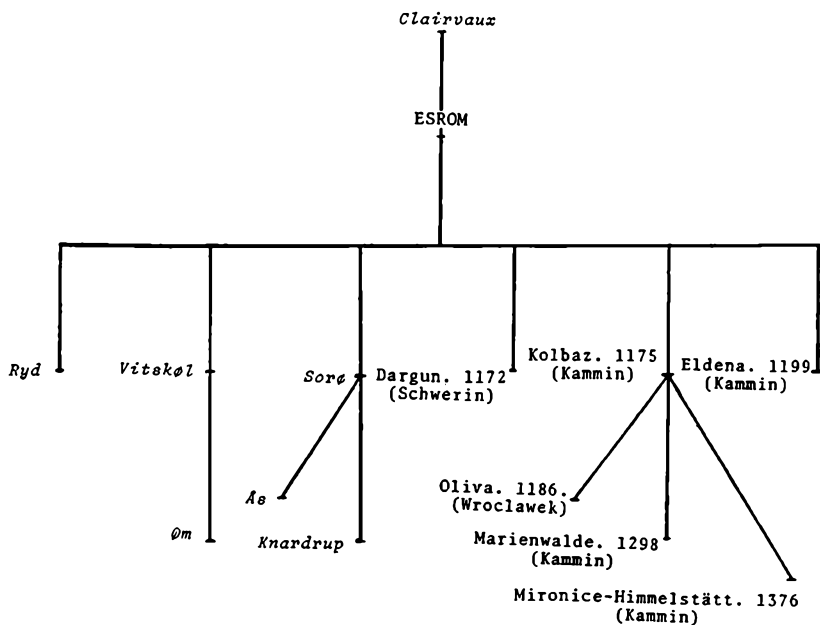 Clairvaux
ESROM
Ryd
Vitskøl
Sorø
Dargun. 1172
(Schwerin)
Kolbaz. 1175
(Kammin)
Eldena. 1199
(Kammin)
Ås
Oliva. 1186.
(Wroclawek)
Øm
Knardrup
Marienwalde. 1298
(Kammin)
Mironice-Himmelstätt. 1376
(Kammin)